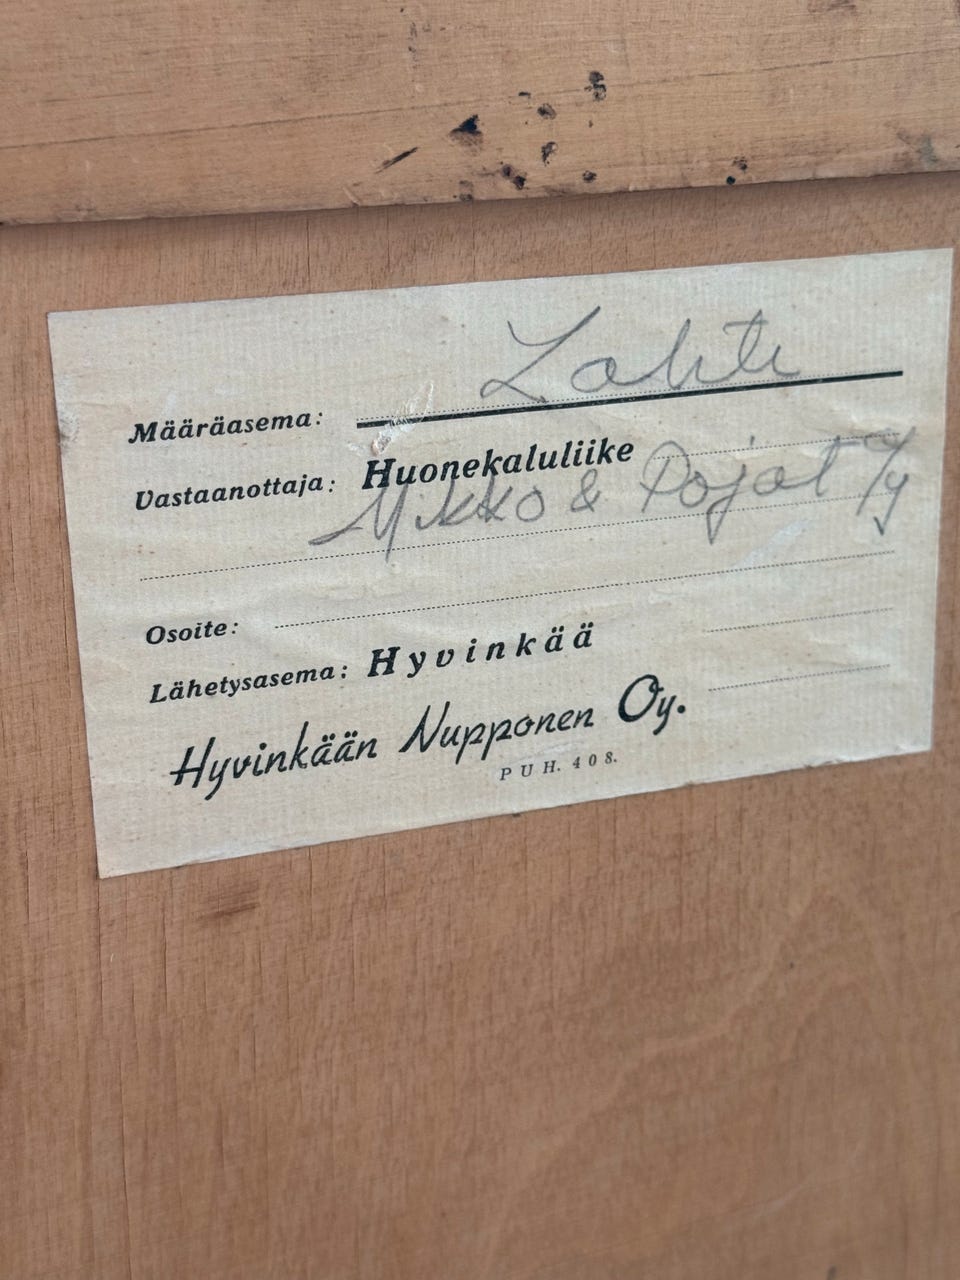 Määräasema: Lahti
Vastaanottaja: Huonekaluliike
Mikko & Pojat
Osoite:
Lähetysasema: Hyvinkää
Hyvinkään Nupponen Oy.
PUH. 408.